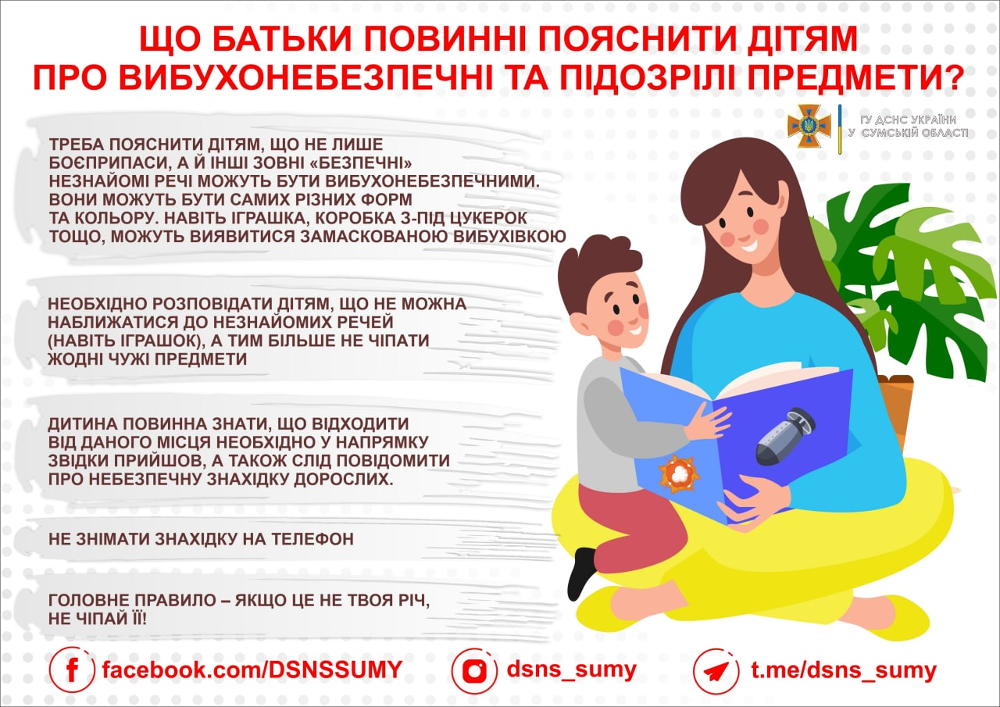 ЩО БАТЬКИ ПОВИННІ ПОЯСНИТИ ДІТЯМ
ПРО ВИБУХОНЕБЕЗПЕЧНІ ТА ПІДОЗРІЛІ ПРЕДМЕТИ?
ГУ ДСНС УКРАЇНИ
У СУМСЬКІЙ ОБЛАСТІ
ТРЕБА ПОЯСНИТИ ДІТЯМ, ЩО НЕ ЛИШЕ
БОЄПРИПАСИ, А Й ІНШІ ЗОВНІ «БЕЗПЕЧНІ»
НЕЗНАЙОМІ РЕЧІ МОЖУТЬ БУТИ ВИБУХОНЕБЕЗПЕЧНИМИ.
ВОНИ МОЖУТЬ БУТИ САМИХ РІЗНИХ ФОРМ
ТА КОЛЬОРУ. НАВІТЬ ІГРАШКА, КОРОБКА З-ПІД ЦУКЕРОК
ТОЩО, МОЖУТЬ ВИЯВИТИСЯ ЗАМАСКОВАНОЮ ВИБУХІВКОЮ
НЕОБХІДНО РОЗПОВІДАТИ ДІТЯМ, ЩО НЕ МОЖНА
НАБЛИЖАТИСЯ ДО НЕЗНАЙОМИХ РЕЧЕЙ
(НАВІТЬ ІГРАШОК), А ТИМ БІЛЬШЕ НЕ ЧІПАТИ
ЖОДНІ ЧУЖІ ПРЕДМЕТИ
ДИТИНА ПОВИННА ЗНАТИ, ЩО ВІДХОДИТИ
ВІД ДАНОГО МІСЦЯ НЕОБХІДНО У НАПРЯМКУ
ЗВІДКИ ПРИЙШОВ, А ТАКОЖ СЛІД ПОВІДОМИТИ
ПРО НЕБЕЗПЕЧНУ ЗНАХІДКУ ДОРОСЛИХ.
НЕ ЗНІМАТИ ЗНАХІДКУ НА ТЕЛЕФОН
ГОЛОВНЕ ПРАВИЛО – ЯКЩО ЦЕ НЕ ТВОЯ РІЧ,
НЕ ЧІПАЙ ЇЇ!
facebook.com/DSNSSUMY
dsns_sumy
t.me/dsns_sumy